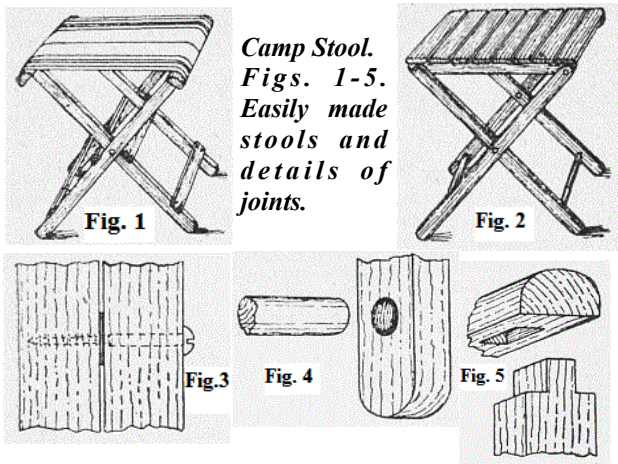 Camp Stool.
Figs. 1-5.
Easily made
stools and
details of
joints.
Fig. 1
Fig. 2
Fig.3
Fig. 4
Fig. 5